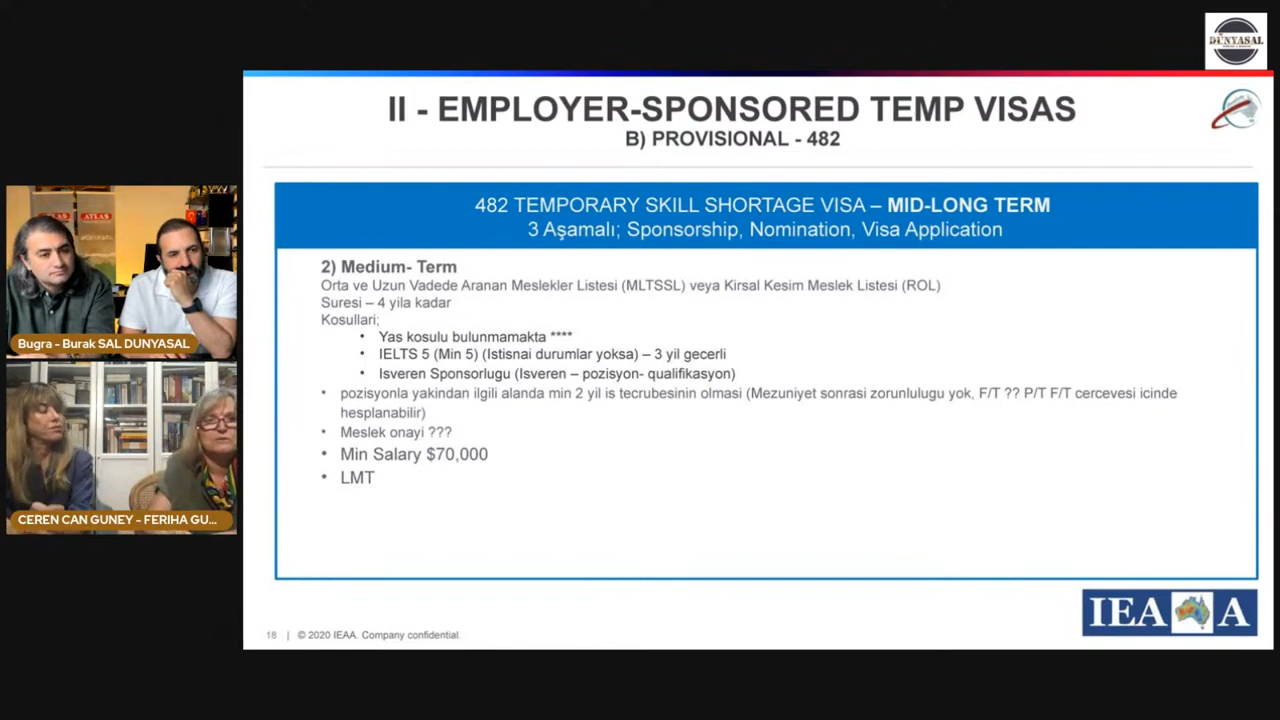 DÜNYASAL
II - EMPLOYER-SPONSORED TEMP VISAS
B) PROVISIONAL - 482
482 TEMPORARY SKILL SHORTAGE VISA – MID-LONG TERM
3 Aşamalı; Sponsorship, Nomination, Visa Application
2) Medium- Term
Orta ve Uzun Vadede Aranan Meslekler Listesi (MLTSSL) veya Kirsal Kesim Meslek Listesi (ROL)
Suresi – 4 yila kadar
Kosullari;
• Yas kosulu bulunmamakta ****
• IELTS 5 (Min 5) (Istisnai durumlar yoksa) – 3 yil gecerli
• Isveren Sponsorlugu (Isveren – pozisyon- qualifikasyon)
• pozisyonla yakindan ilgili alanda min 2 yil is tecrubesinin olmasi (Mezuniyet sonrasi zorunlulugu yok, F/T ?? P/T F/T cercevesi icinde
hesplanabilir)
• Meslek onayi ???
• Min Salary $70,000
• LMT
ATLAS
Bugra - Burak SAL DUNYASAL
CEREN CAN GUNEY - FERIHA GU...
18 | © 2020 IEAA. Company confidential.
IEAA